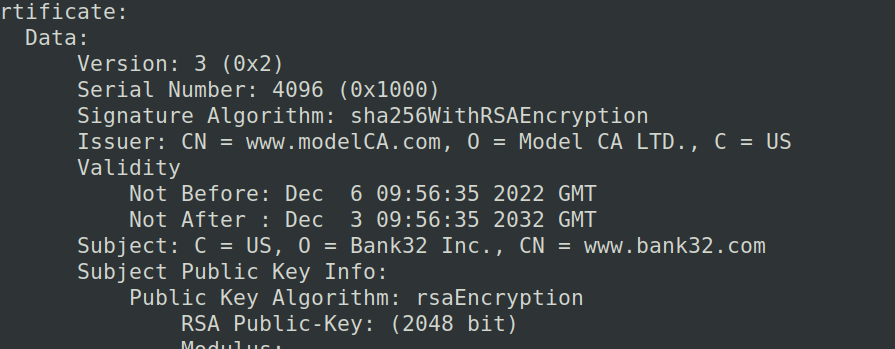 rtificate:
Data:
Version: 3 (0x2)
Serial Number: 4096 (0x1000)
Signature Algorithm: sha256WithRSAEncryption
Issuer: CN = www.modelCA.com, O = Model CA LTD., C = US
Validity
Not Before: Dec  6 09:56:35 2022 GMT
Not After : Dec  3 09:56:35 2032 GMT
Subject: C = US, O = Bank32 Inc., CN = www.bank32.com
Subject Public Key Info:
Public Key Algorithm: rsaEncryption
RSA Public-Key: (2048 bit)
Modulus: